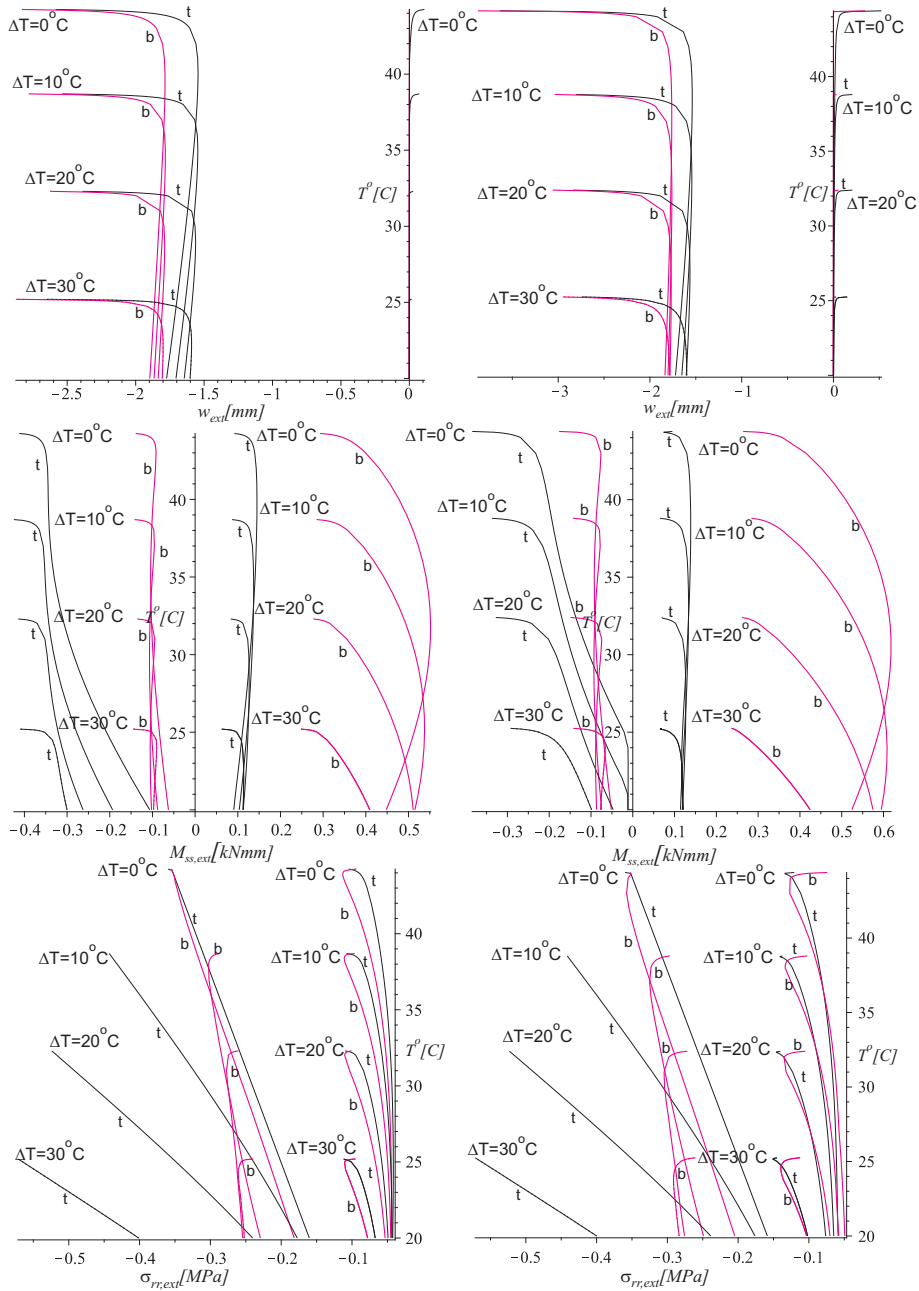 ΔT=0°C t t
b b ΔT=0°C
40 40
ΔT=10°C t ΔT=10°C t t
b b ΔT=10°C
35 35
ΔT=20°C t T°[C] ΔT=20°C t T°[C] t
b 30 b 30 ΔT=20°C
ΔT=30°C t ΔT=30°C t
b 25 b 25
−2.5 −2 −1.5 −1 −0.5 0 0.1 −3 −2 −1 0 0.5
w_ext[mm] w_ext[mm]
ΔT=0°C ΔT=0°C ΔT=0°C ΔT=0°C
t b t b t b t b
40 40
ΔT=10°C ΔT=10°C ΔT=10°C ΔT=10°C
t b t b t b t b
35 35
ΔT=20°C T°[C] ΔT=20°C ΔT=20°C T°[C] ΔT=20°C
t b t b t b t b
30 30
ΔT=30°C ΔT=30°C ΔT=30°C ΔT=30°C
t b t b t b t b
25 25
−0.4 −0.3 −0.2 −0.1 0 0.1 0.2 0.3 0.4 0.5 −0.3 −0.2 −0.1 0 0.1 0.2 0.3 0.4 0.5 0.6
M_ss,ext[kNmm] M_ss,ext[kNmm]
ΔT=0°C ΔT=0°C ΔT=0°C ΔT=0°C
t b t b t b t b
40 40
ΔT=10°C b ΔT=10°C ΔT=10°C b ΔT=10°C
t t b t t b
35 35
ΔT=20°C b ΔT=20°C T°[C] ΔT=20°C b ΔT=20°C T°[C]
t t b t t b
30 30
ΔT=30°C b ΔT=30°C ΔT=30°C b ΔT=30°C
t t b t t b
25 25
20 20
−0.5 −0.4 −0.3 −0.2 −0.1 −0.5 −0.4 −0.3 −0.2 −0.1
σ_rr,ext[MPa] σ_rr,ext[MPa]